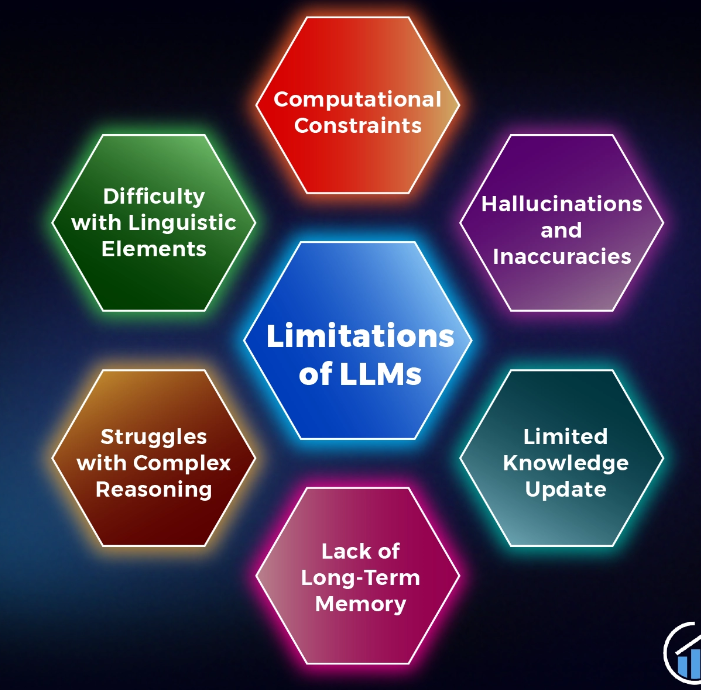 Computational
Constraints
Difficulty
with Linguistic
Elements
Hallucinations
and
Inaccuracies
Limitations
of LLMs
Struggles
with Complex
Reasoning
Limited
Knowledge
Update
Lack of
Long-Term
Memory